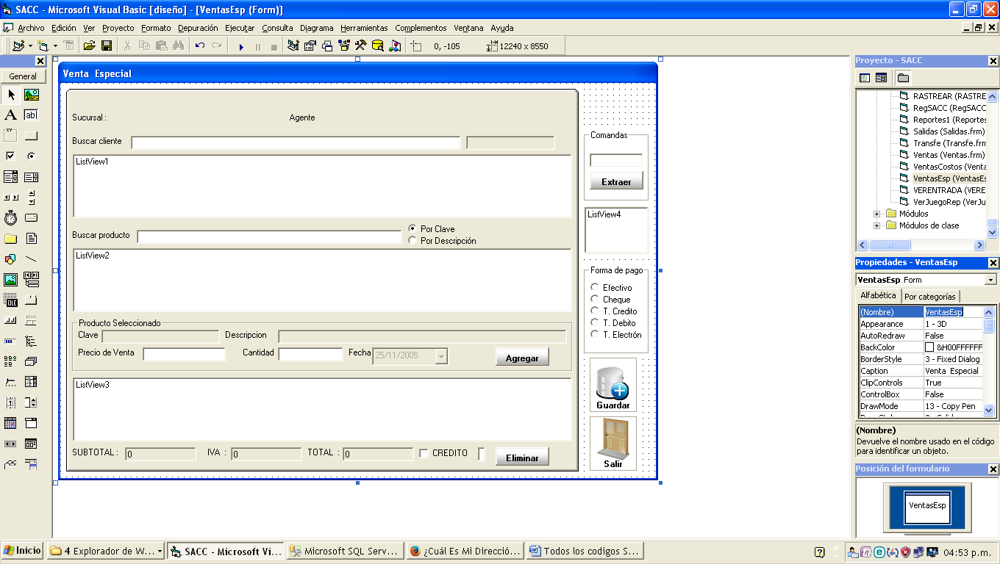 SACC - Microsoft Visual Basic [diseño] - [VentasEsp (Form)]
Archivo Edición Ver Proyecto Formato Depuración Ejecutar Consulta Diagrama Herramientas Complementos Ventana Ayuda
0, -105 12240 x 8550
General
A ab|
xy
OLE
Venta Especial
Sucursal : Agente
Buscar cliente
ListView1
Buscar producto
Por Clave
Por Descripción
ListView2
Producto Seleccionado
Clave Descripcion
Precio de Venta Cantidad Fecha 25/11/2005 Agregar
ListView3
SUBTOTAL : 0 IVA : 0 TOTAL : 0 CREDITO Eliminar
Comandas
Extraer
ListView4
Forma de pago
Efectivo
Cheque
T. Credito
T. Debito
T. Electrón
Guardar
Salir
Proyecto - SACC
RASTREAR (RASTRE
RegSACC (RegSACC
Reportes1 (Reportes
Salidas (Salidas.frm)
Transfe (Transfe.frm
Ventas (Ventas.frm)
VentasCostos (Venta
VentasEsp (VentasEs
VERENTRADA (VERE
VerJuegoRep (VerJu
Módulos
Módulos de clase
Propiedades - VentasEsp
VentasEsp Form
Alfabética Por categorías
(Nombre) VentasEsp
Appearance 1 - 3D
AutoRedraw False
BackColor &H00FFFFFF
BorderStyle 3 - Fixed Dialog
Caption Venta Especial
ClipControls True
ControlBox False
DrawMode 13 - Copy Pen
(Nombre)
Devuelve el nombre usado en el código
para identificar un objeto.
Posición del formulario
VentasEsp
Inicio 4 Explorador de W... SACC - Microsoft Vi... Microsoft SQL Serv... ¿Cuál Es Mi Direcció... Todos los codigos S... 04:53 p.m.